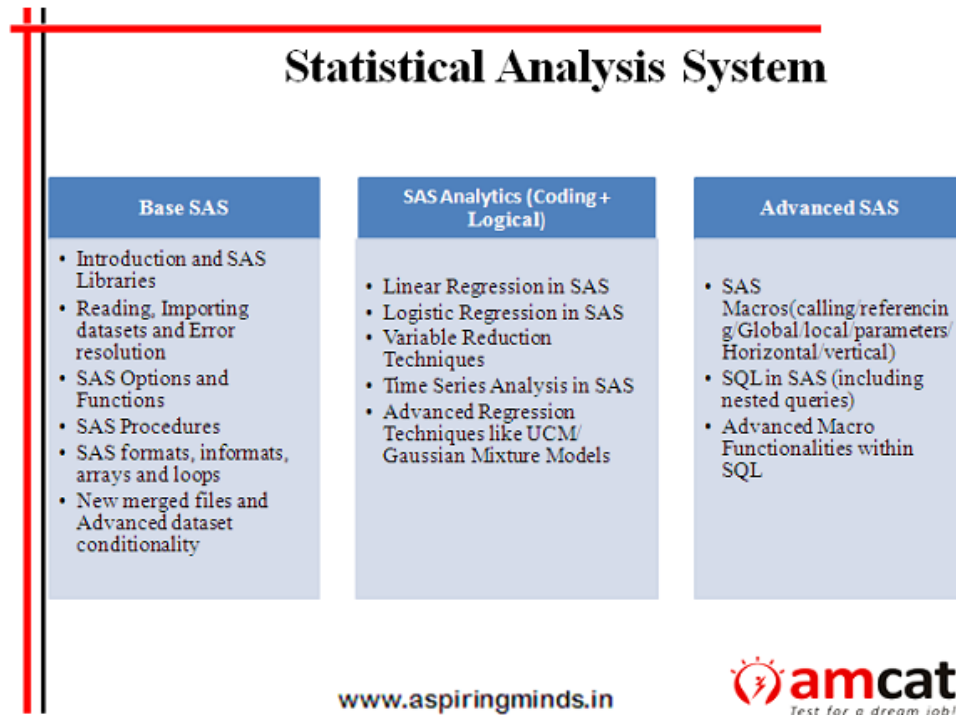 Statistical Analysis System
Base SAS
• Introduction and SAS
Libraries
• Reading, Importing
datasets and Error
resolution
• SAS Options and
Functions
• SAS Procedures
• SAS formats, informats,
arrays and loops
• New merged files and
Advanced dataset
conditionality
SAS Analytics (Coding +
Logical)
• Linear Regression in SAS
• Logistic Regression in SAS
• Variable Reduction
Techniques
• Time Series Analysis in SAS
• Advanced Regression
Techniques like UCM/
Gaussian Mixture Models
Advanced SAS
• SAS
Macros(calling/referencin
g/Global/local/parameters/
Horizontal/vertical)
• SQL in SAS (including
nested queries)
• Advanced Macro
Functionalities within
SQL
www.aspiringminds.in
amcat
Test for a dream job!